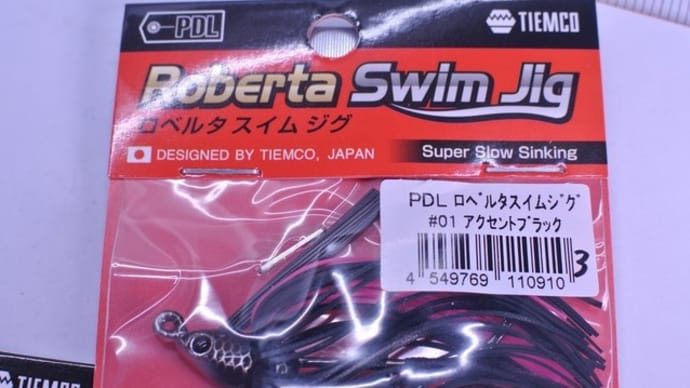 PDL
TIEMCO
Roberta Swim Jig
ロベルタ スイム ジグ
DESIGNED BY TIEMCO, JAPAN
Super Slow Sinking
PDL ロベルタスイムジグ
#01 アクセントブラック
4 549769 110910
3
TIEMCO